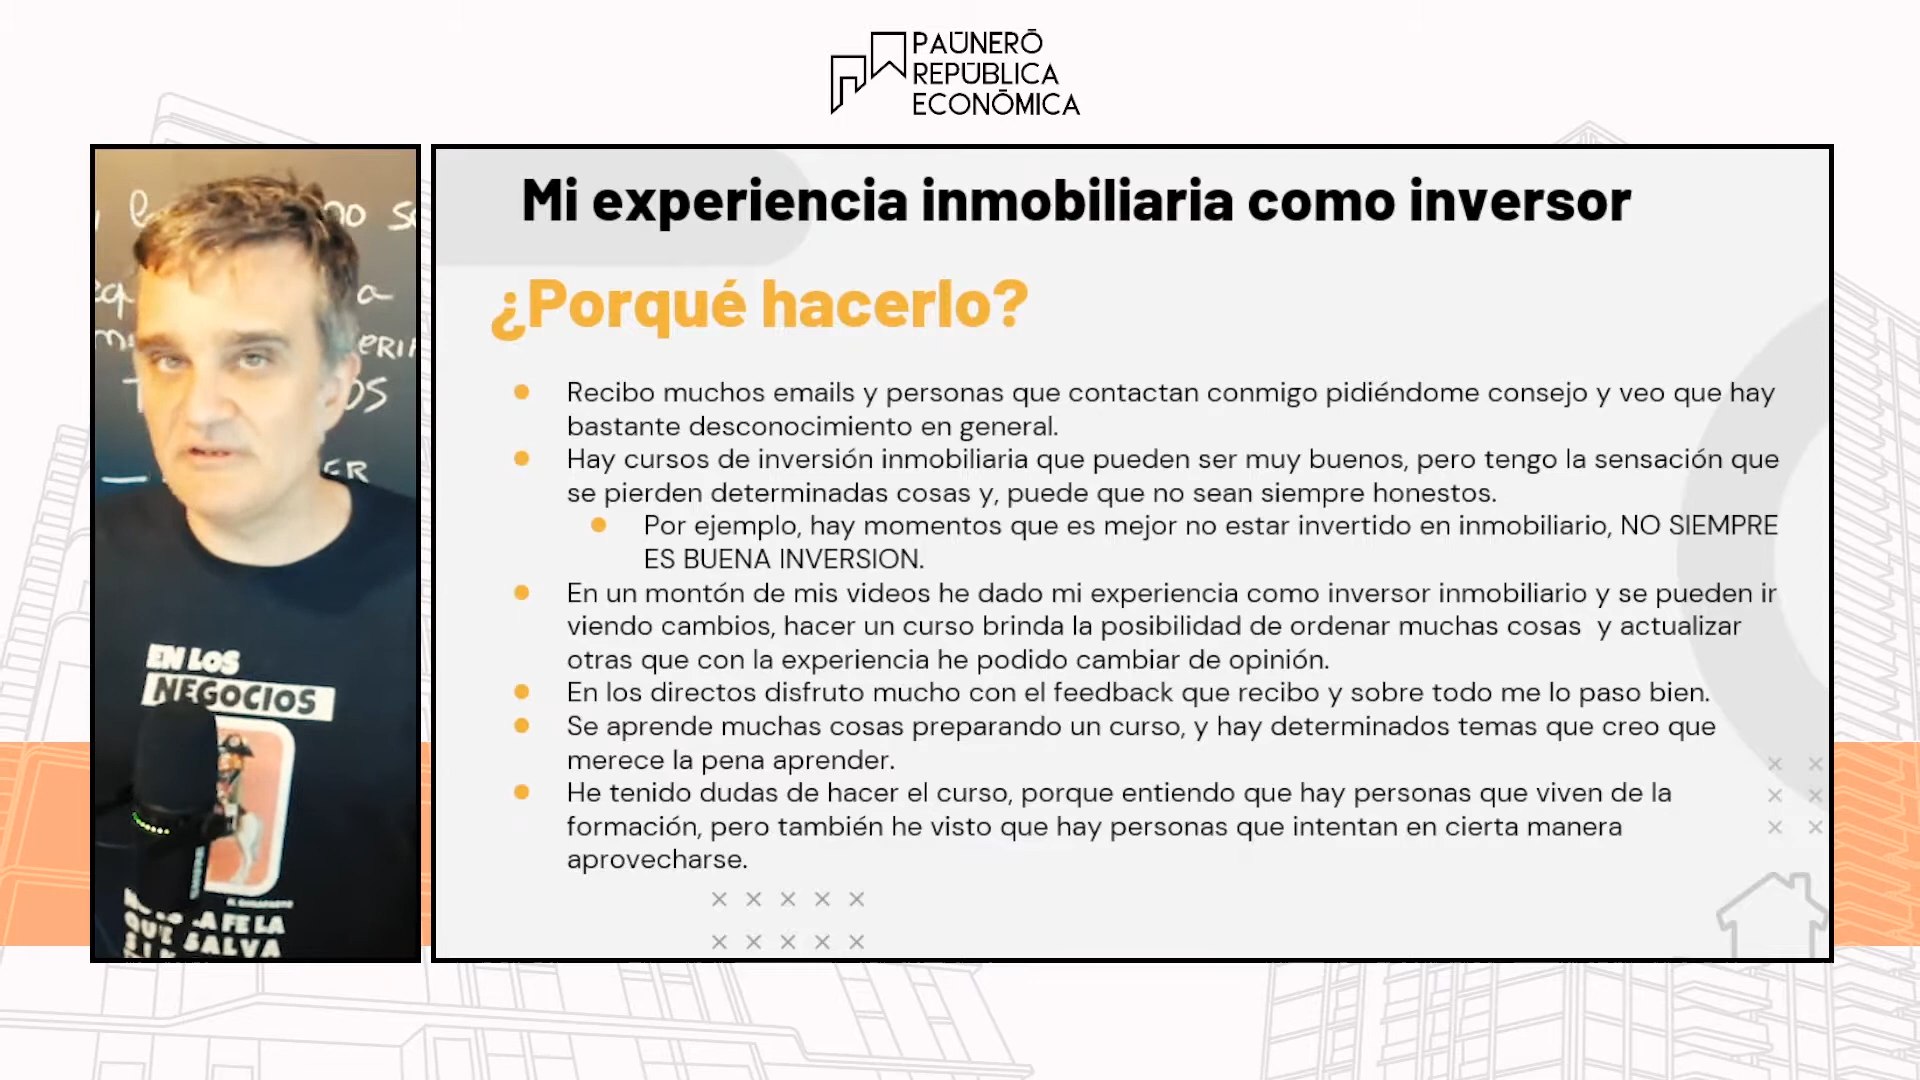 PAŪNERŌ
REPŪBLICA
ECONŌMICA
Mi experiencia inmobiliaria como inversor
¿Porqué hacerlo?
Recibo muchos emails y personas que contactan conmigo pidiéndome consejo y veo que hay
bastante desconocimiento en general.
Hay cursos de inversión inmobiliaria que pueden ser muy buenos, pero tengo la sensación que
se pierden determinadas cosas y, puede que no sean siempre honestos.
Por ejemplo, hay momentos que es mejor no estar invertido en inmobiliario, NO SIEMPRE
ES BUENA INVERSION.
En un montón de mis videos he dado mi experiencia como inversor inmobiliario y se pueden ir
viendo cambios, hacer un curso brinda la posibilidad de ordenar muchas cosas y actualizar
otras que con la experiencia he podido cambiar de opinión.
En los directos disfruto mucho con el feedback que recibo y sobre todo me lo paso bien.
Se aprende muchas cosas preparando un curso, y hay determinados temas que creo que
merece la pena aprender.
He tenido dudas de hacer el curso, porque entiendo que hay personas que viven de la
formación, pero también he visto que hay personas que intentan en cierta manera
aprovecharse.
EN LOS
NEGOCIOS
LA FE LA
QUE SALVA